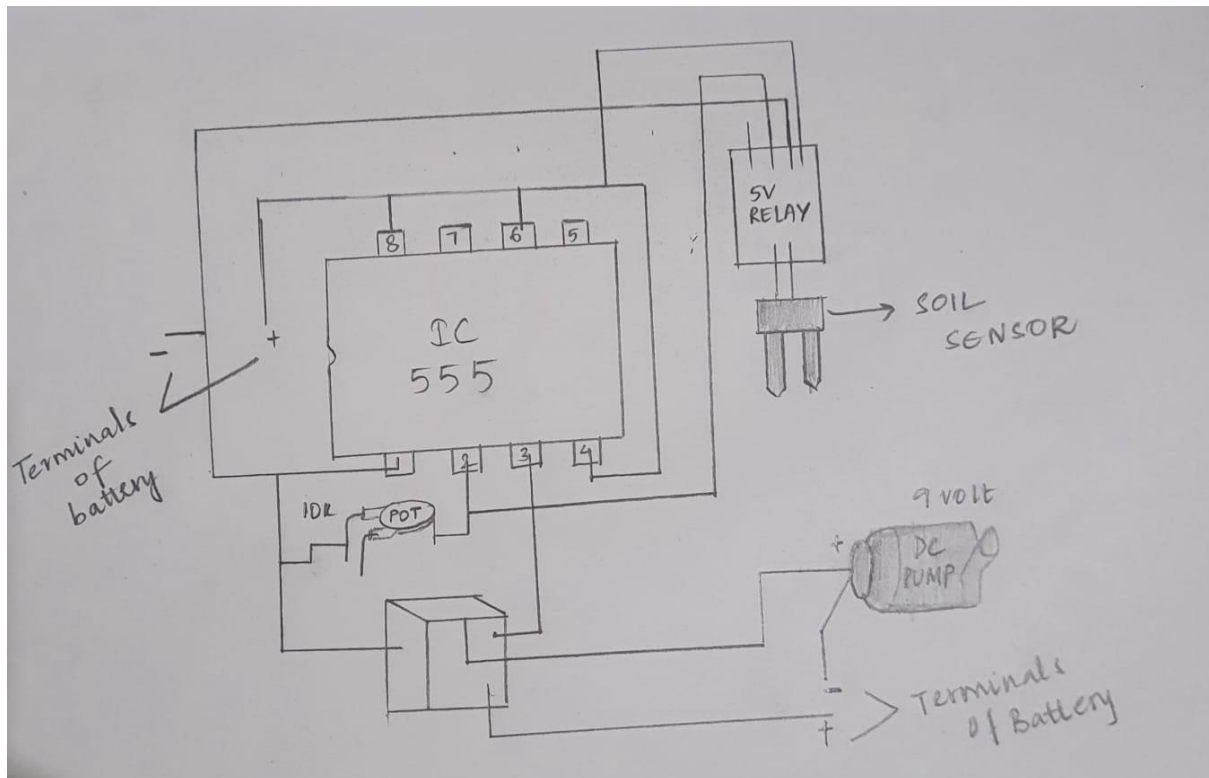 5V
RELAY
8
7
6
5
SOIL
SENSOR
IC
555
+
-
Terminals
of
battery
1
2
3
4
10K
POT
9 VOLT
+
DC
PUMP
-
+
Terminals
of Battery